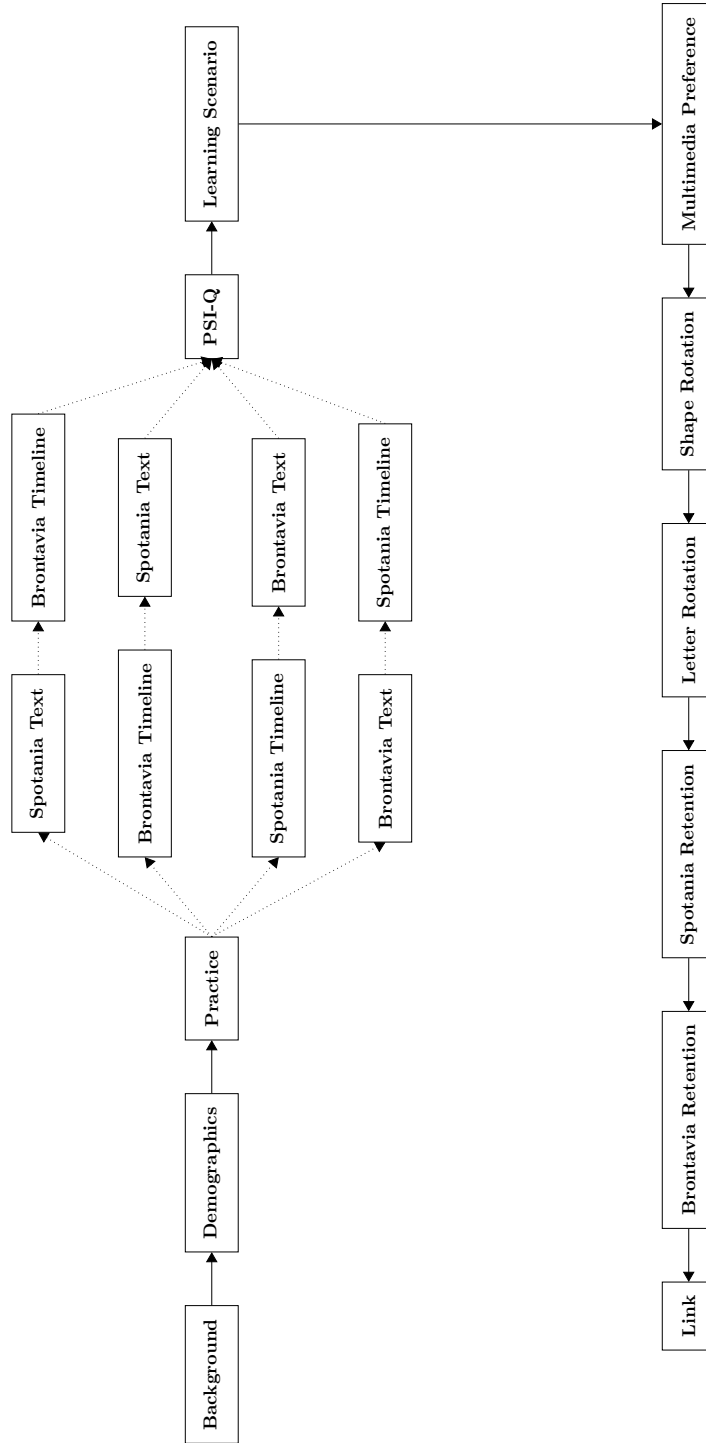 Background
Demographics
Practice
Spotania Text
Brontavia Timeline
Brontavia Timeline
Spotania Text
Spotania Timeline
Brontavia Text
Brontavia Text
Spotania Timeline
PSI-Q
Learning Scenario
Multimedia Preference
Shape Rotation
Letter Rotation
Spotania Retention
Brontavia Retention
Link